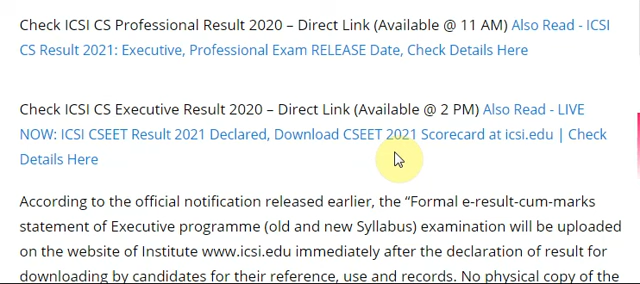 Check ICSI CS Professional Result 2020 – Direct Link (Available @ 11 AM) Also Read - ICSI
CS Result 2021: Executive, Professional Exam RELEASE Date, Check Details Here
Check ICSI CS Executive Result 2020 – Direct Link (Available @ 2 PM) Also Read - LIVE
NOW: ICSI CSEET Result 2021 Declared, Download CSEET 2021 Scorecard at icsi.edu | Check
Details Here
According to the official notification released earlier, the “Formal e-result-cum-marks
statement of Executive programme (old and new Syllabus) examination will be uploaded
on the website of Institute www.icsi.edu immediately after the declaration of result for
downloading by candidates for their reference, use and records. No physical copy of the